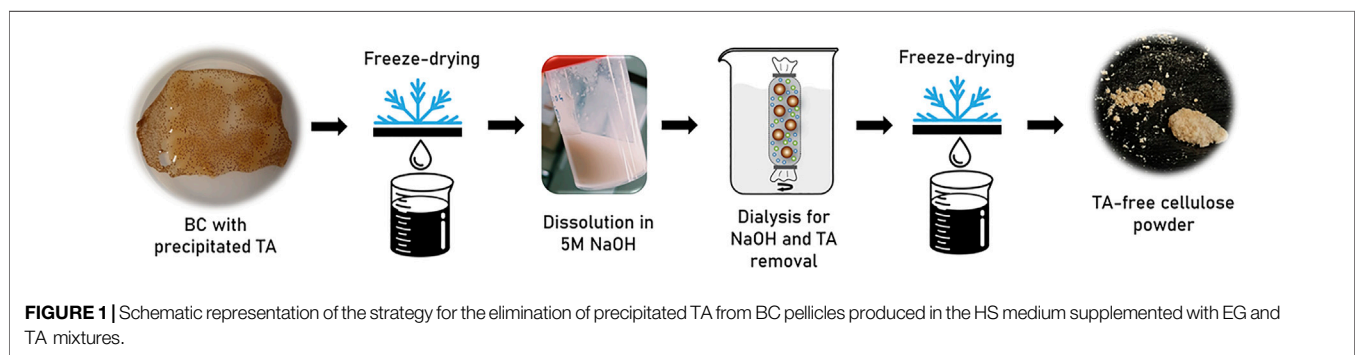 Freeze-drying
Freeze-drying
BC with
precipitated TA
Dissolution in
5M NaOH
Dialysis for
NaOH and TA
removal
TA-free cellulose
powder
FIGURE 1 | Schematic representation of the strategy for the elimination of precipitated TA from BC pellicles produced in the HS medium supplemented with EG and
TA mixtures.